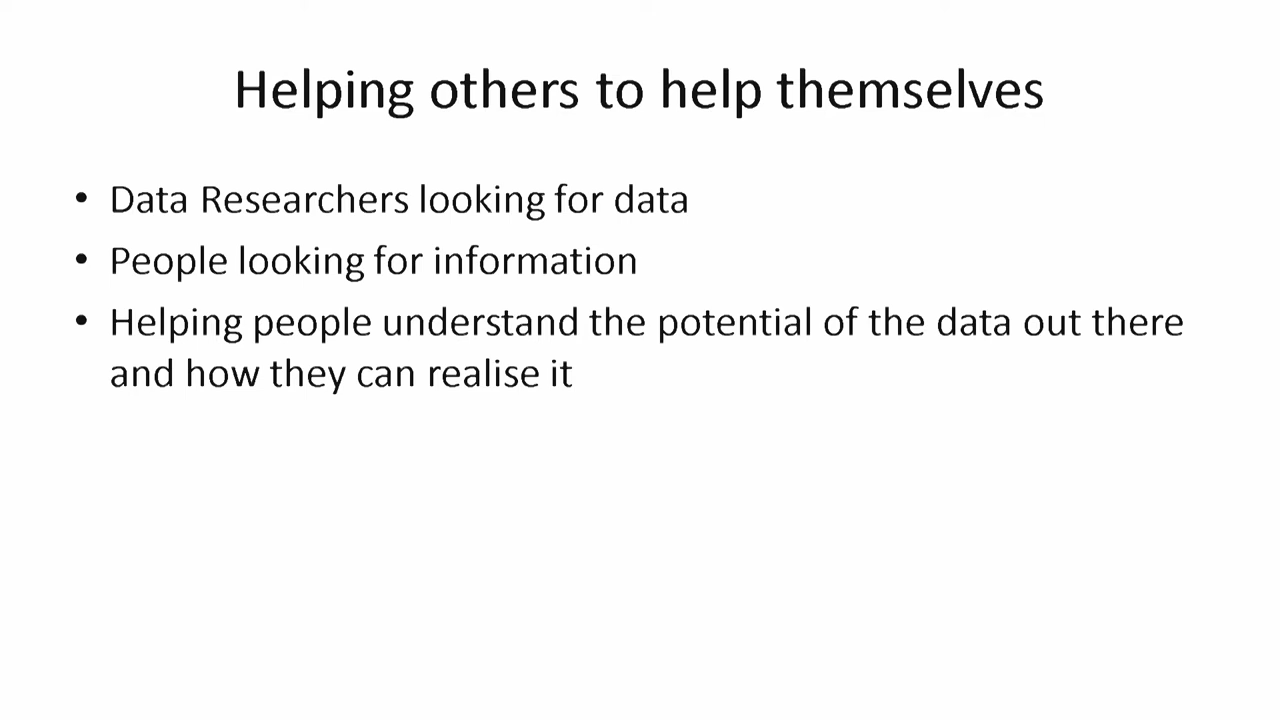 Helping others to help themselves
• Data Researchers looking for data
• People looking for information
• Helping people understand the potential of the data out there
and how they can realise it